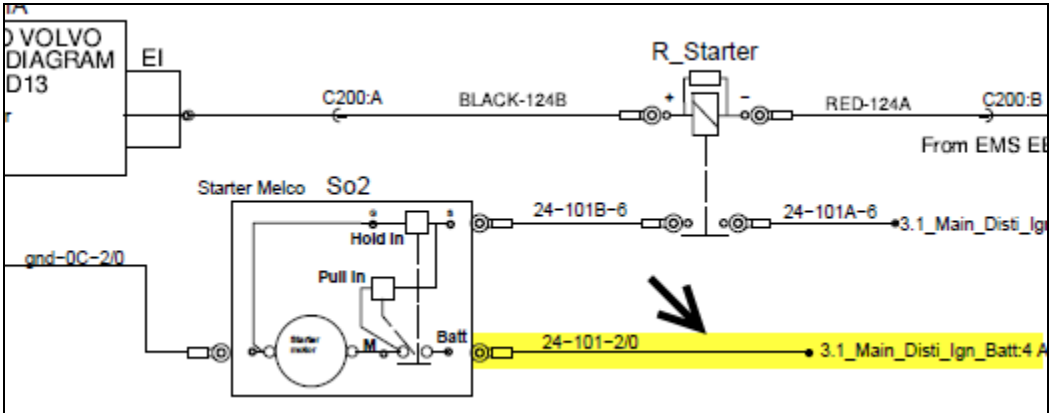 VOLVO
DIAGRAM
D13
EI
C200:A
BLACK-124B
R_Starter
+
-
RED-124A
C200:B
From EMS
Starter Melco
So2
24-101B-6
24-101A-6
Hold In
gnd-0C-2/0
Pull In
Starter
motor
M
Batt
24-101-2/0
3.1_Main_Disti_Ign_Batt:4 A